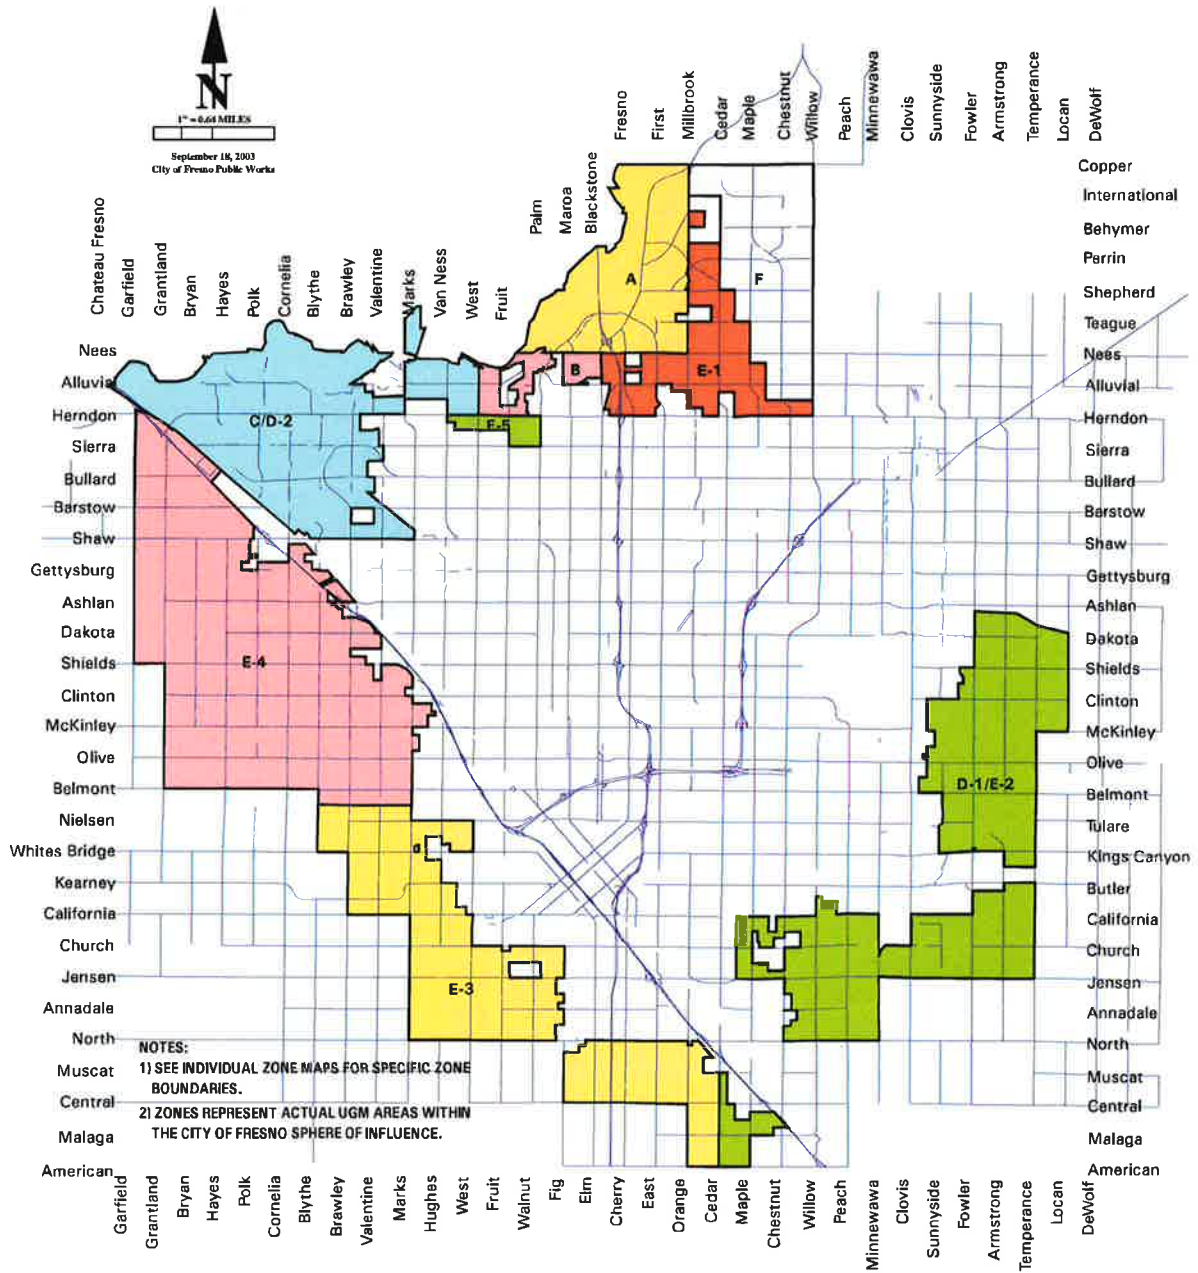 N
1" = 0.64 MILES
September 18, 2003
City of Fresno Public Works
Chateau Fresno
Garfield
Grantland
Bryan
Hayes
Polk
Cornelia
Blythe
Brawley
Valentine
Marks
Van Ness
West
Fruit
Palm
Maroa
Blackstone
Fresno
First
Millbrook
Cedar
Maple
Chestnut
Willow
Peach
Minnewawa
Clovis
Sunnyside
Fowler
Armstrong
Temperance
Locan
DeWolf
Nees
Alluvial
Herndon
Sierra
Bullard
Barstow
Shaw
Gettysburg
Ashlan
Dakota
Shields
Clinton
McKinley
Olive
Belmont
Nielsen
Whites Bridge
Kearney
California
Church
Jensen
Annadale
North
Muscat
Central
Malaga
American
A
F
B
E-1
C/D-2
E-5
E-4
D-1/E-2
E-3
Copper
International
Behymer
Perrin
Shepherd
Teague
Nees
Alluvial
Herndon
Sierra
Bullard
Barstow
Shaw
Gettysburg
Ashlan
Dakota
Shields
Clinton
McKinley
Olive
Belmont
Tulare
Kings Canyon
Butler
California
Church
Jensen
Annadale
North
Muscat
Central
Malaga
American
NOTES:
1) SEE INDIVIDUAL ZONE MAPS FOR SPECIFIC ZONE
BOUNDARIES.
2) ZONES REPRESENT ACTUAL UGM AREAS WITHIN
THE CITY OF FRESNO SPHERE OF INFLUENCE.
Garfield
Grantland
Bryan
Hayes
Polk
Cornelia
Blythe
Brawley
Valentine
Marks
Hughes
West
Fruit
Walnut
Fig
Elm
Cherry
East
Orange
Cedar
Maple
Chestnut
Willow
Peach
Minnewawa
Clovis
Sunnyside
Fowler
Armstrong
Temperance
Locan
DeWolf